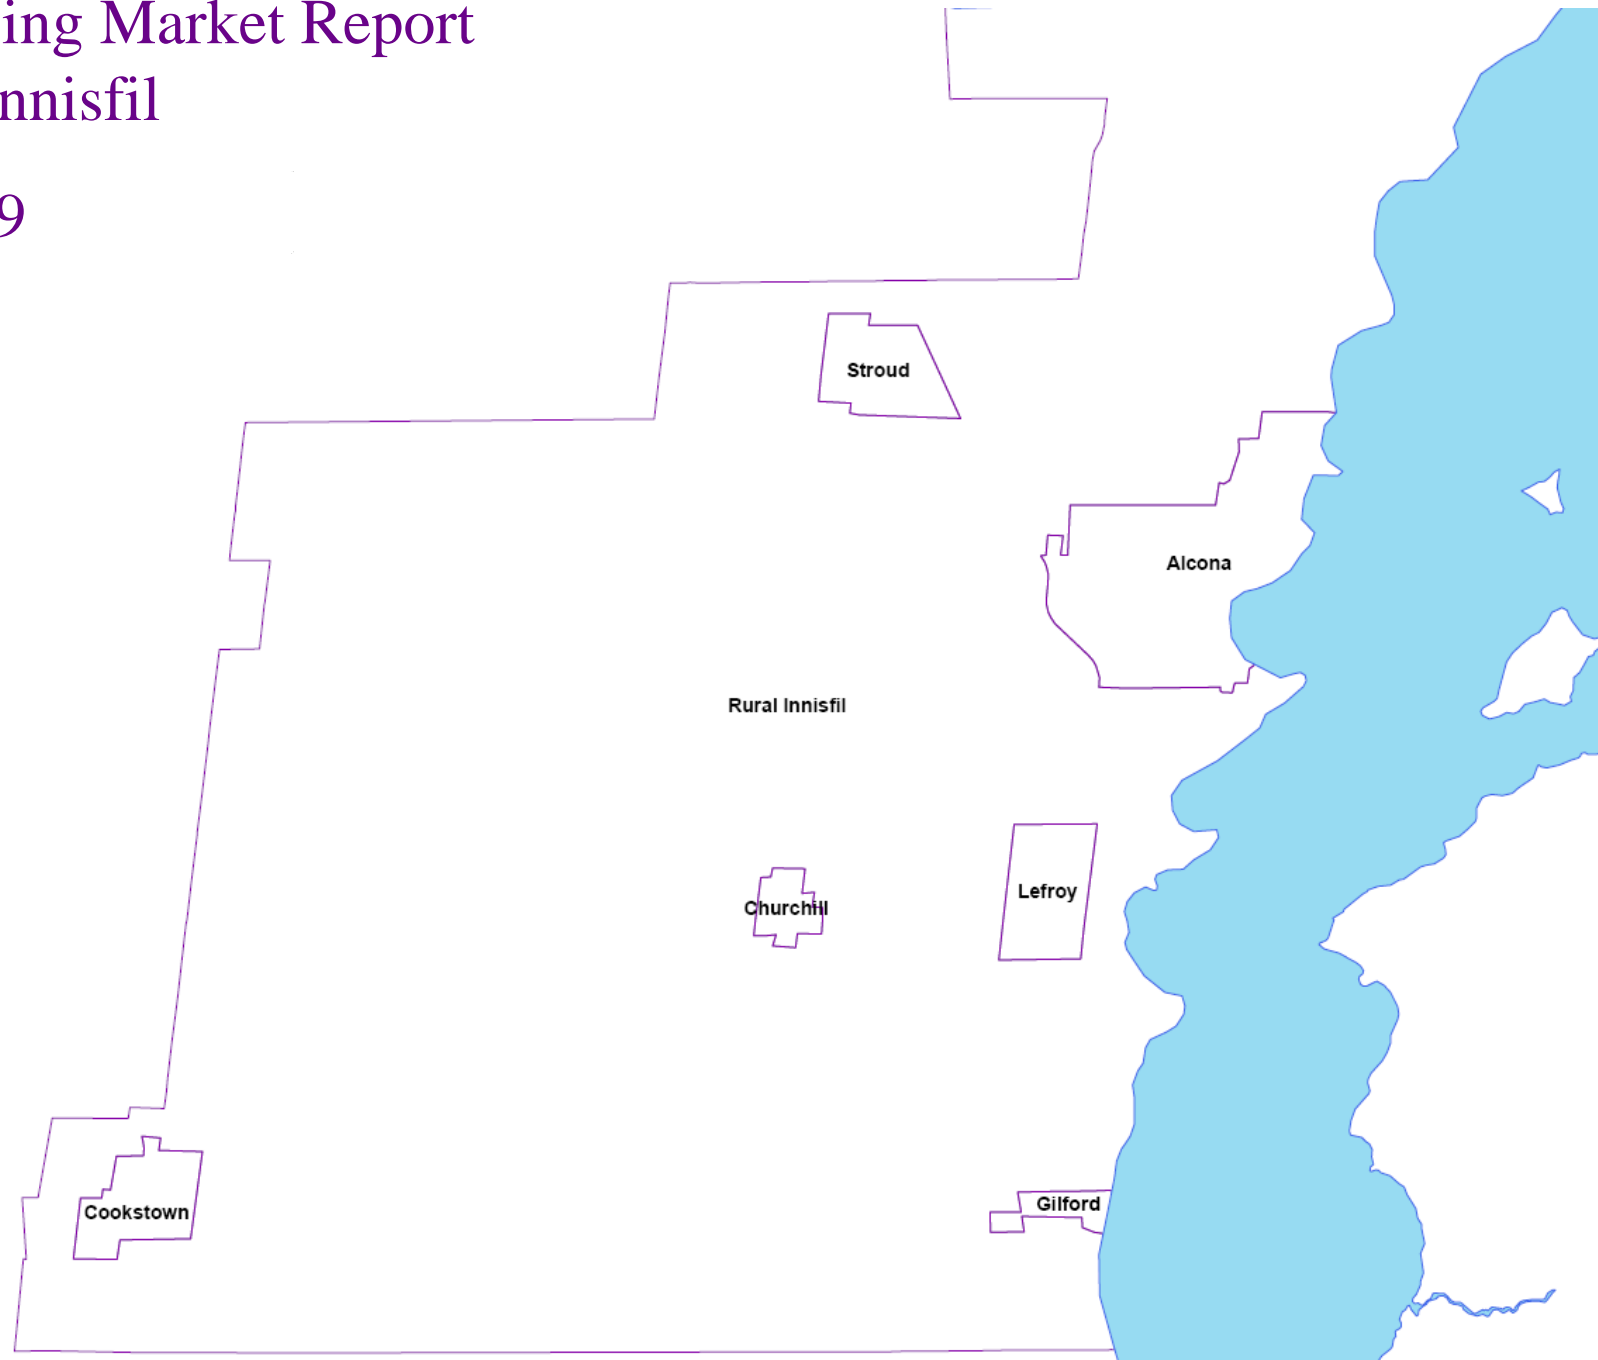 ing Market Report
nnisfil
9
Stroud
Alcona
Rural Innisfil
Lefroy
Churchill
Gilford
Cookstown